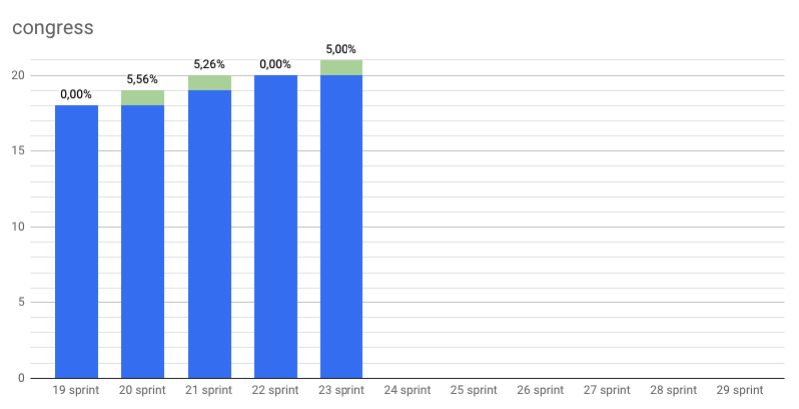 congress
5,00%
5,26%
0,00%
5,56%
0,00%
20
15
10
5
0
19 sprint
20 sprint
21 sprint
22 sprint
23 sprint
24 sprint
25 sprint
26 sprint
27 sprint
28 sprint
29 sprint